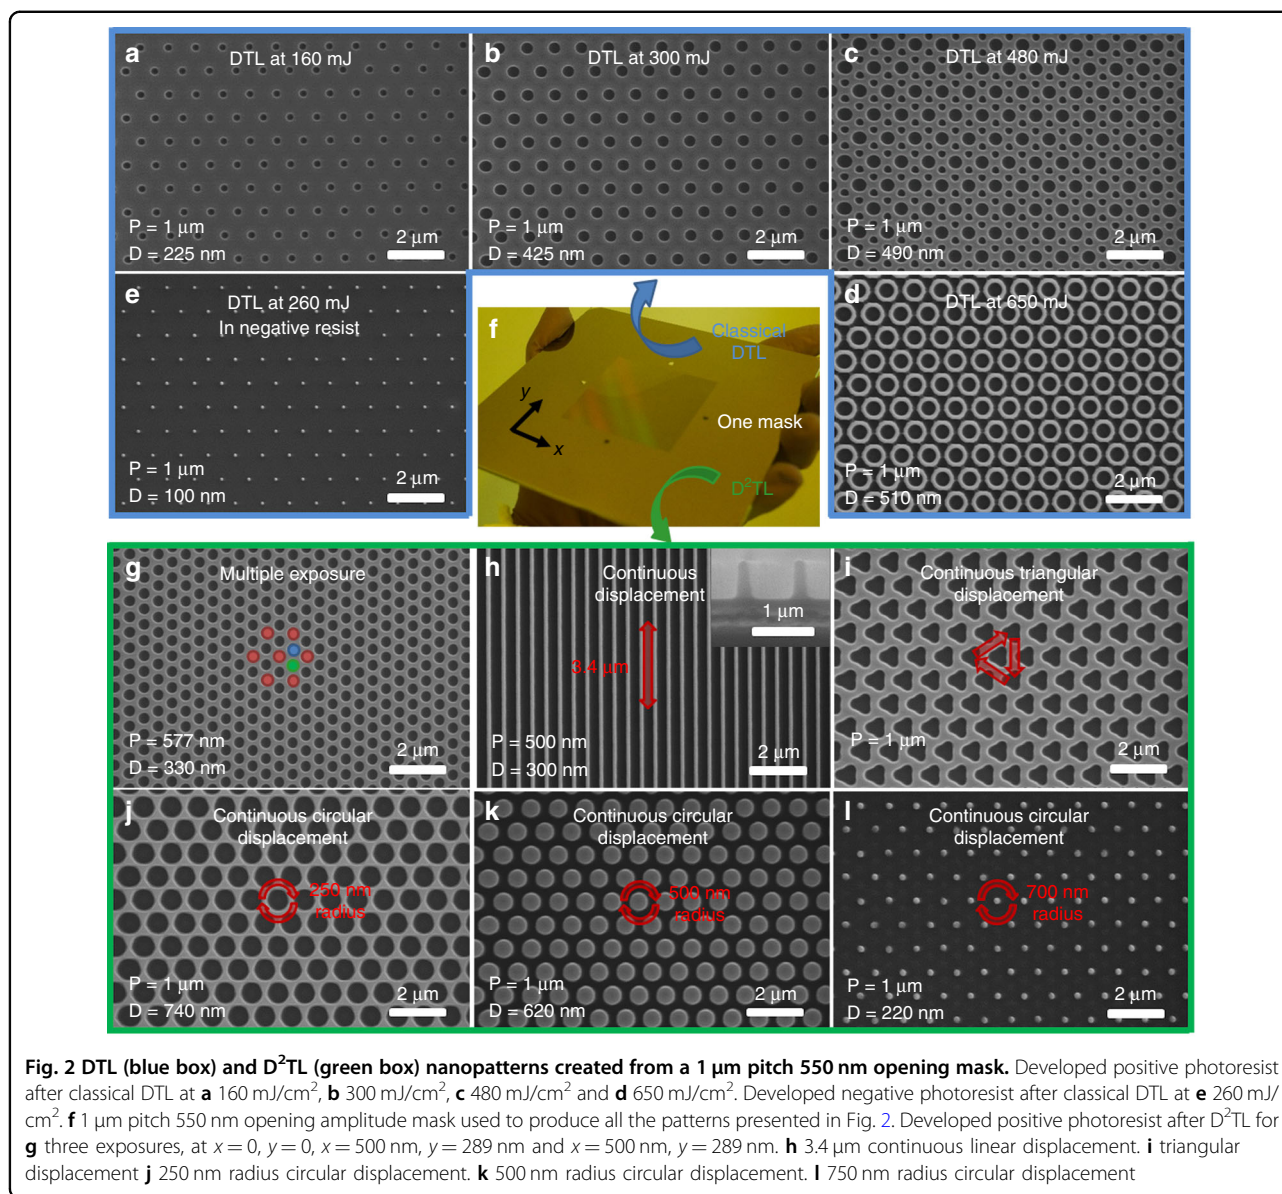 a
DTL at 160 mJ
P = 1 μm
D = 225 nm
2 μm
b
DTL at 300 mJ
P = 1 μm
D = 425 nm
2 μm
c
DTL at 480 mJ
P = 1 μm
D = 490 nm
2 μm
e
DTL at 260 mJ
In negative resist
P = 1 μm
D = 100 nm
2 μm
f
Classical
DTL
One mask
D²TL
y
x
d
DTL at 650 mJ
P = 1 μm
D = 510 nm
2 μm
g
Multiple exposure
P = 577 nm
D = 330 nm
2 μm
h
Continuous
displacement
1 μm
3.4 μm
P = 500 nm
D = 300 nm
2 μm
i
Continuous triangular
displacement
P = 1 μm
2 μm
j
Continuous circular
displacement
250 nm
radius
P = 1 μm
D = 740 nm
2 μm
k
Continuous circular
displacement
500 nm
radius
P = 1 μm
D = 620 nm
2 μm
l
Continuous circular
displacement
700 nm
radius
P = 1 μm
D = 220 nm
2 μm
Fig. 2 DTL (blue box) and D²TL (green box) nanopatterns created from a 1 μm pitch 550 nm opening mask. Developed positive photoresist
after classical DTL at a 160 mJ/cm², b 300 mJ/cm², c 480 mJ/cm² and d 650 mJ/cm². Developed negative photoresist after classical DTL at e 260 mJ/
cm². f 1 μm pitch 550 nm opening amplitude mask used to produce all the patterns presented in Fig. 2. Developed positive photoresist after D²TL for
g three exposures, at x = 0, y = 0, x = 500 nm, y = 289 nm and x = 500 nm, y = 289 nm. h 3.4 μm continuous linear displacement. i triangular
displacement j 250 nm radius circular displacement. k 500 nm radius circular displacement. l 750 nm radius circular displacement